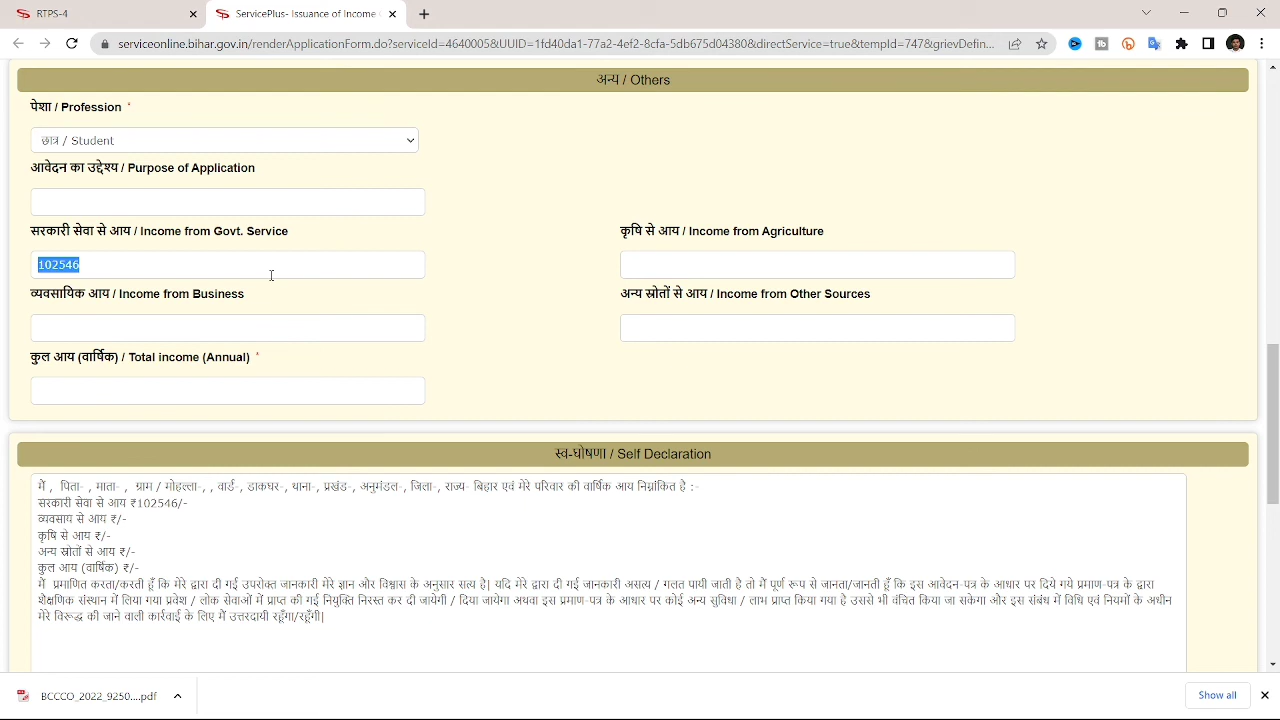 RTPS-4
ServicePlus- Issuance of Income
serviceonline.bihar.gov.in/renderApplicationForm.do?serviceId=4640005&UUID=4fd40da1-77a2-4ef2-8cfa-5db675d04380&directService=true&tempId=747&grievDefin...
अन्य / Others
पेशा / Profession *
छात्र / Student
आवेदन का उद्देश्य / Purpose of Application
सरकारी सेवा से आय / Income from Govt. Service
कृषि से आय / Income from Agriculture
102546
व्यवसायिक आय / Income from Business
अन्य स्रोतों से आय / Income from Other Sources
कुल आय (वार्षिक) / Total income (Annual) *
स्व-घोषणा / Self Declaration
मैं , पिता- , माता- , ग्राम / मोहल्ला-, , वार्ड-, डाकघर-, थाना-, प्रखंड-, अनुमंडल-, जिला-, राज्य- बिहार एवं मेरे परिवार की वार्षिक आय निम्नांकित है :-
सरकारी सेवा से आय ₹102546/-
व्यवसाय से आय ₹/-
कृषि से आय ₹/-
अन्य स्रोतों से आय ₹/-
कुल आय (वार्षिक) ₹/-
मैं प्रमाणित करता/करती हूँ कि मेरे द्वारा दी गई उपरोक्त जानकारी मेरे ज्ञान और विश्वास के अनुसार सत्य है| यदि मेरे द्वारा दी गई जानकारी असत्य / गलत पायी जाती है तो मैं पूर्ण रूप से जानता/जानती हूँ कि इस आवेदन-पत्र के आधार पर दिये गये प्रमाण-पत्र के द्वारा
शैक्षणिक संस्थान में लिया गया प्रवेश / लोक सेवाओं में प्राप्त की गई नियुक्ति निरस्त कर दी जायेगी / दिया जायेगा अथवा इस प्रमाण-पत्र के आधार पर कोई अन्य सुविधा / लाभ प्राप्त किया गया है उससे भी वंचित किया जा सकेगा और इस संबंध में विधि एवं नियमों के अधीन
मेरे विरूद्ध की जाने वाली कार्रवाई के लिए मैं उत्तरदायी रहूँगा/रहूँगी|
BCCCO_2022_9250....pdf
Show all